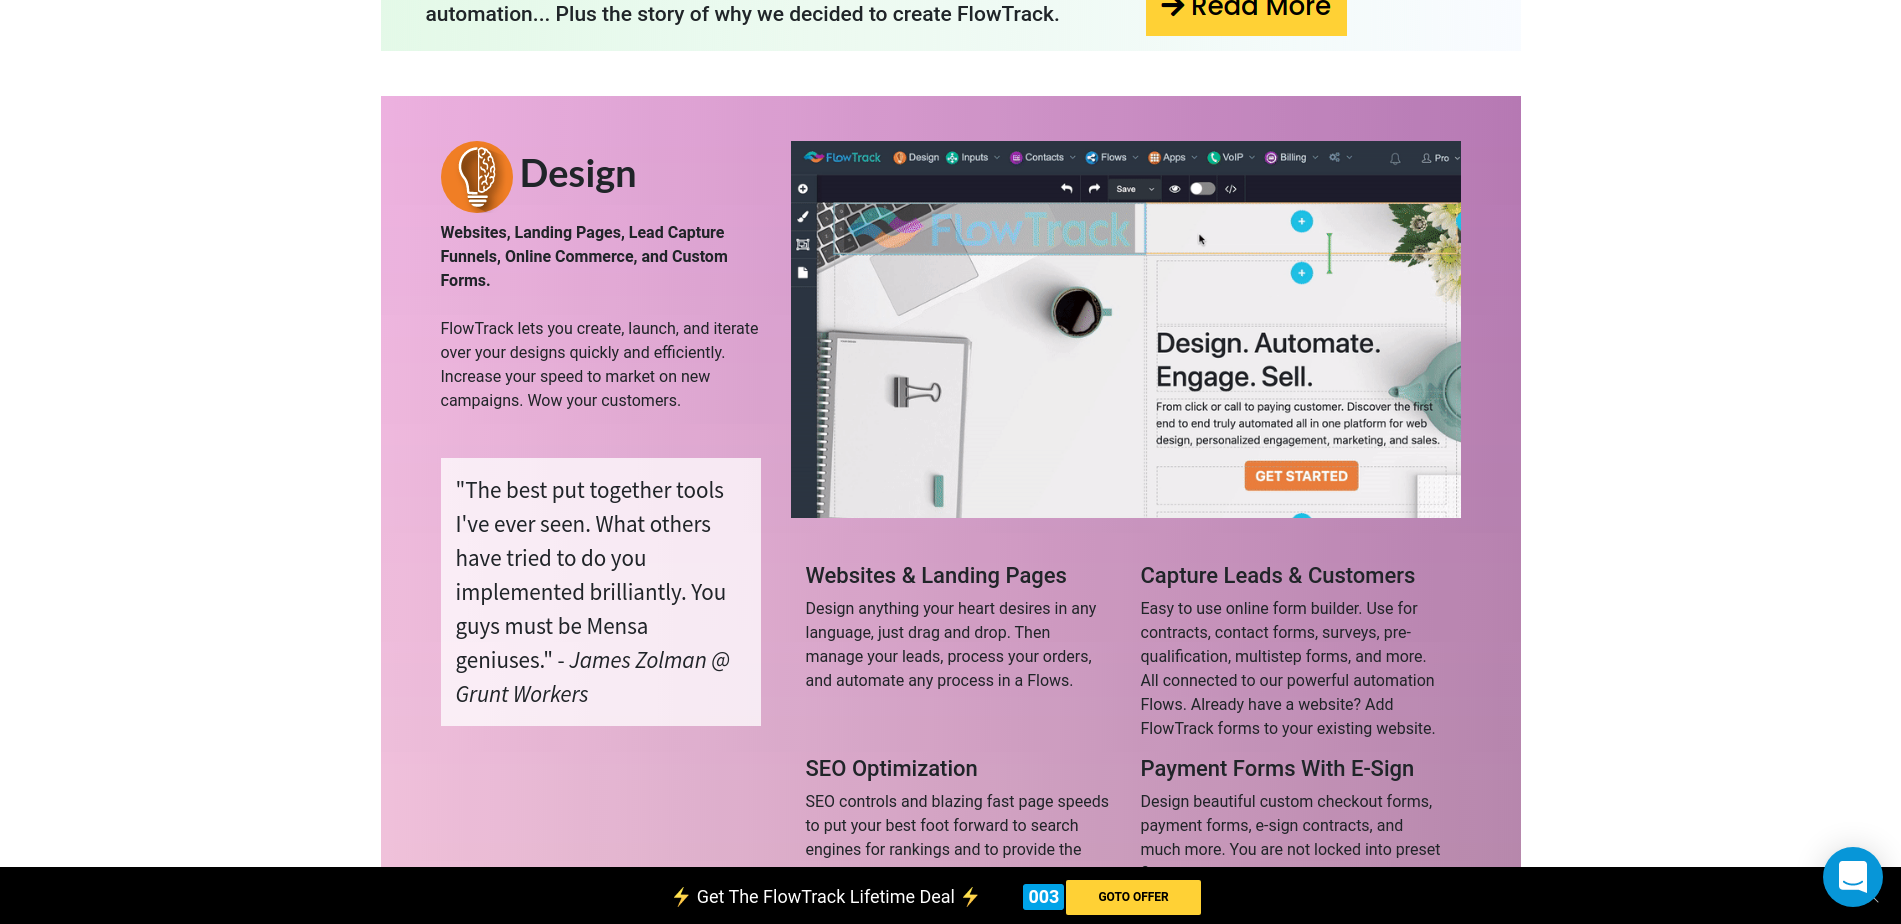 automation... Plus the story of why we decided to create FlowTrack.
Read More
Design
Websites, Landing Pages, Lead Capture
Funnels, Online Commerce, and Custom
Forms.
FlowTrack lets you create, launch, and iterate
over your designs quickly and efficiently.
Increase your speed to market on new
campaigns. Wow your customers.
"The best put together tools
I've ever seen. What others
have tried to do you
implemented brilliantly. You
guys must be Mensa
geniuses." - James Zolman @
Grunt Workers
FlowTrack Design Inputs Contacts Flows Apps VoIP Billing Pro
Save
FlowTrack
Design. Automate.
Engage. Sell.
From click or call to paying customer. Discover the first
end to end truly automated all in one platform for web
design, personalized engagement, marketing, and sales.
GET STARTED
Websites & Landing Pages
Design anything your heart desires in any
language, just drag and drop. Then
manage your leads, process your orders,
and automate any process in a Flows.
Capture Leads & Customers
Easy to use online form builder. Use for
contracts, contact forms, surveys, pre-
qualification, multistep forms, and more.
All connected to our powerful automation
Flows. Already have a website? Add
FlowTrack forms to your existing website.
SEO Optimization
SEO controls and blazing fast page speeds
to put your best foot forward to search
engines for rankings and to provide the
Payment Forms With E-Sign
Design beautiful custom checkout forms,
payment forms, e-sign contracts, and
much more. You are not locked into preset
⚡ Get The FlowTrack Lifetime Deal ⚡
003
GOTO OFFER